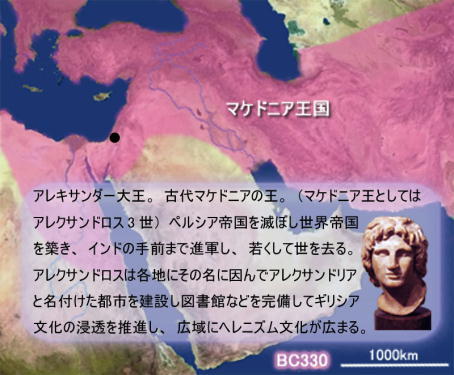 マケドニア王国
アレキサンダー大王。古代マケドニアの王。（マケドニア王としては
アレクサンドロス3世）ペルシア帝国を滅ぼし世界帝国
を築き、インドの手前まで進軍し、若くして世を去る。
アレクサンドロスは各地にその名に因んでアレクサンドリア
と名付けた都市を建設し図書館などを完備してギリシア
文化の浸透を推進し、広域にヘレニズム文化が広まる。
BC330
1000km